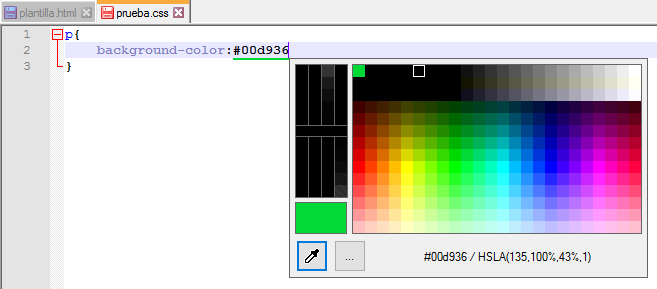 plantilla.html prueba.css
1 p{
2 background-color:#00d936
3 }
...
#00d936 / HSLA(135,100%,43%,1)